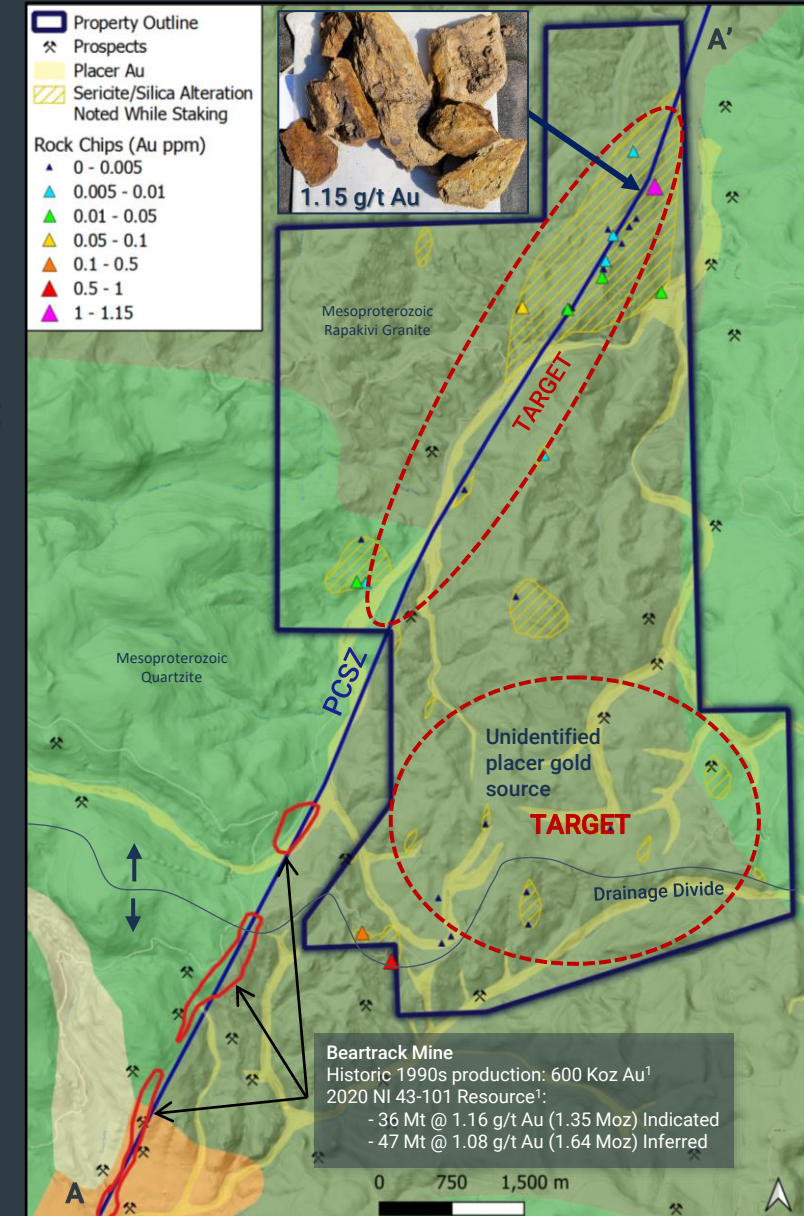 Property Outline
Prospects
Placer Au
Sericite/Silica Alteration
Noted While Staking
Rock Chips (Au ppm)
0 - 0.005
0.005 - 0.01
0.01 - 0.05
0.05 - 0.1
0.1 - 0.5
0.5 - 1
1 - 1.15
1.15 g/t Au
A'
Mesoproterozoic
Rapakivi Granite
TARGET
Mesoproterozoic
Quartzite
PCSZ
Unidentified
placer gold
source
TARGET
Drainage Divide
Beartrack Mine
Historic 1990s production: 600 Koz Au¹
2020 NI 43-101 Resource¹:
- 36 Mt @ 1.16 g/t Au (1.35 Moz) Indicated
- 47 Mt @ 1.08 g/t Au (1.64 Moz) Inferred
A
0 750 1,500 m